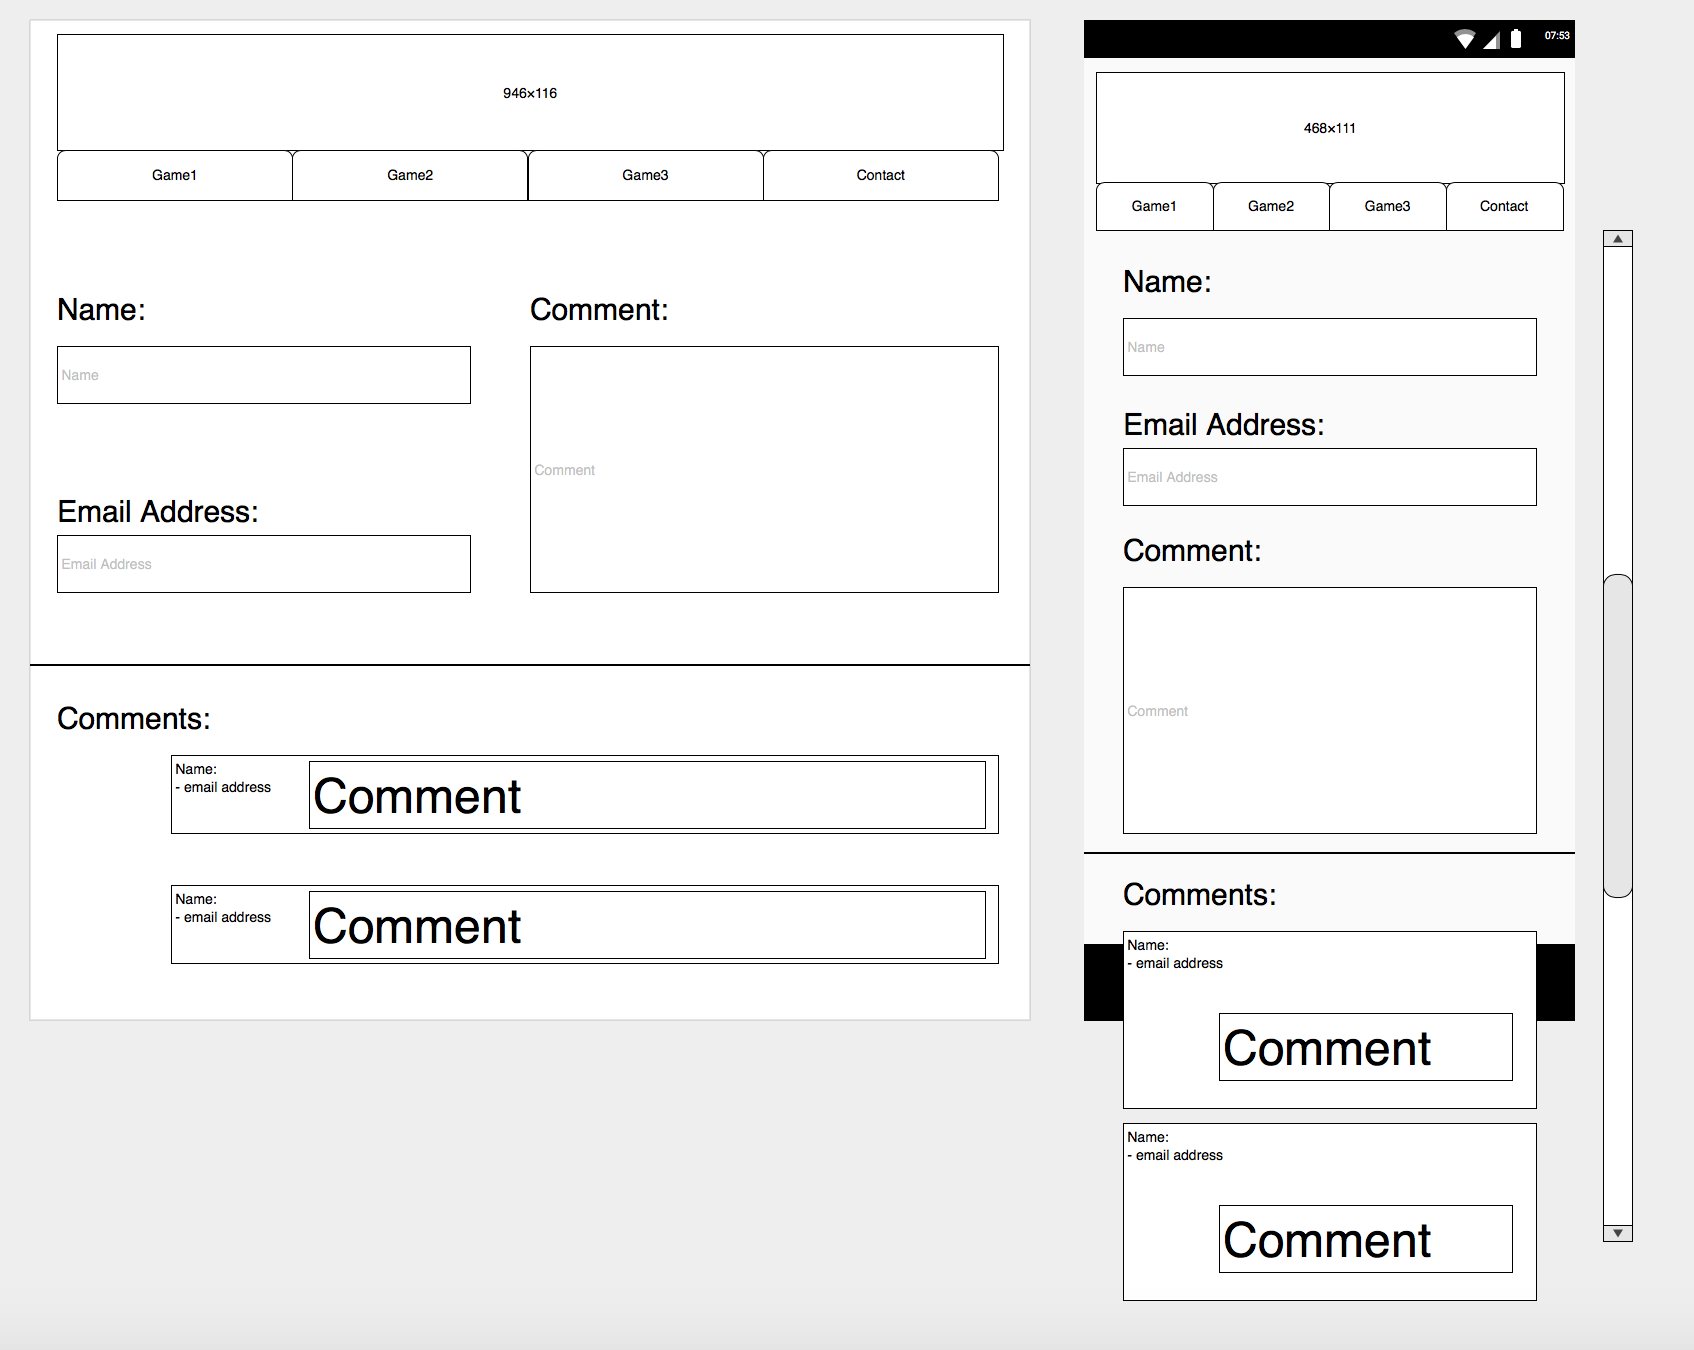 946×116
Game1 Game2 Game3 Contact
Name: Comment:
Name
Comment
Email Address:
Email Address
Comments:
Name:
- email address
Comment
Name:
- email address
Comment
07:53
468×111
Game1 Game2 Game3 Contact
Name:
Name
Email Address:
Email Address
Comment:
Comment
Comments:
Name:
- email address
Comment
Name:
- email address
Comment